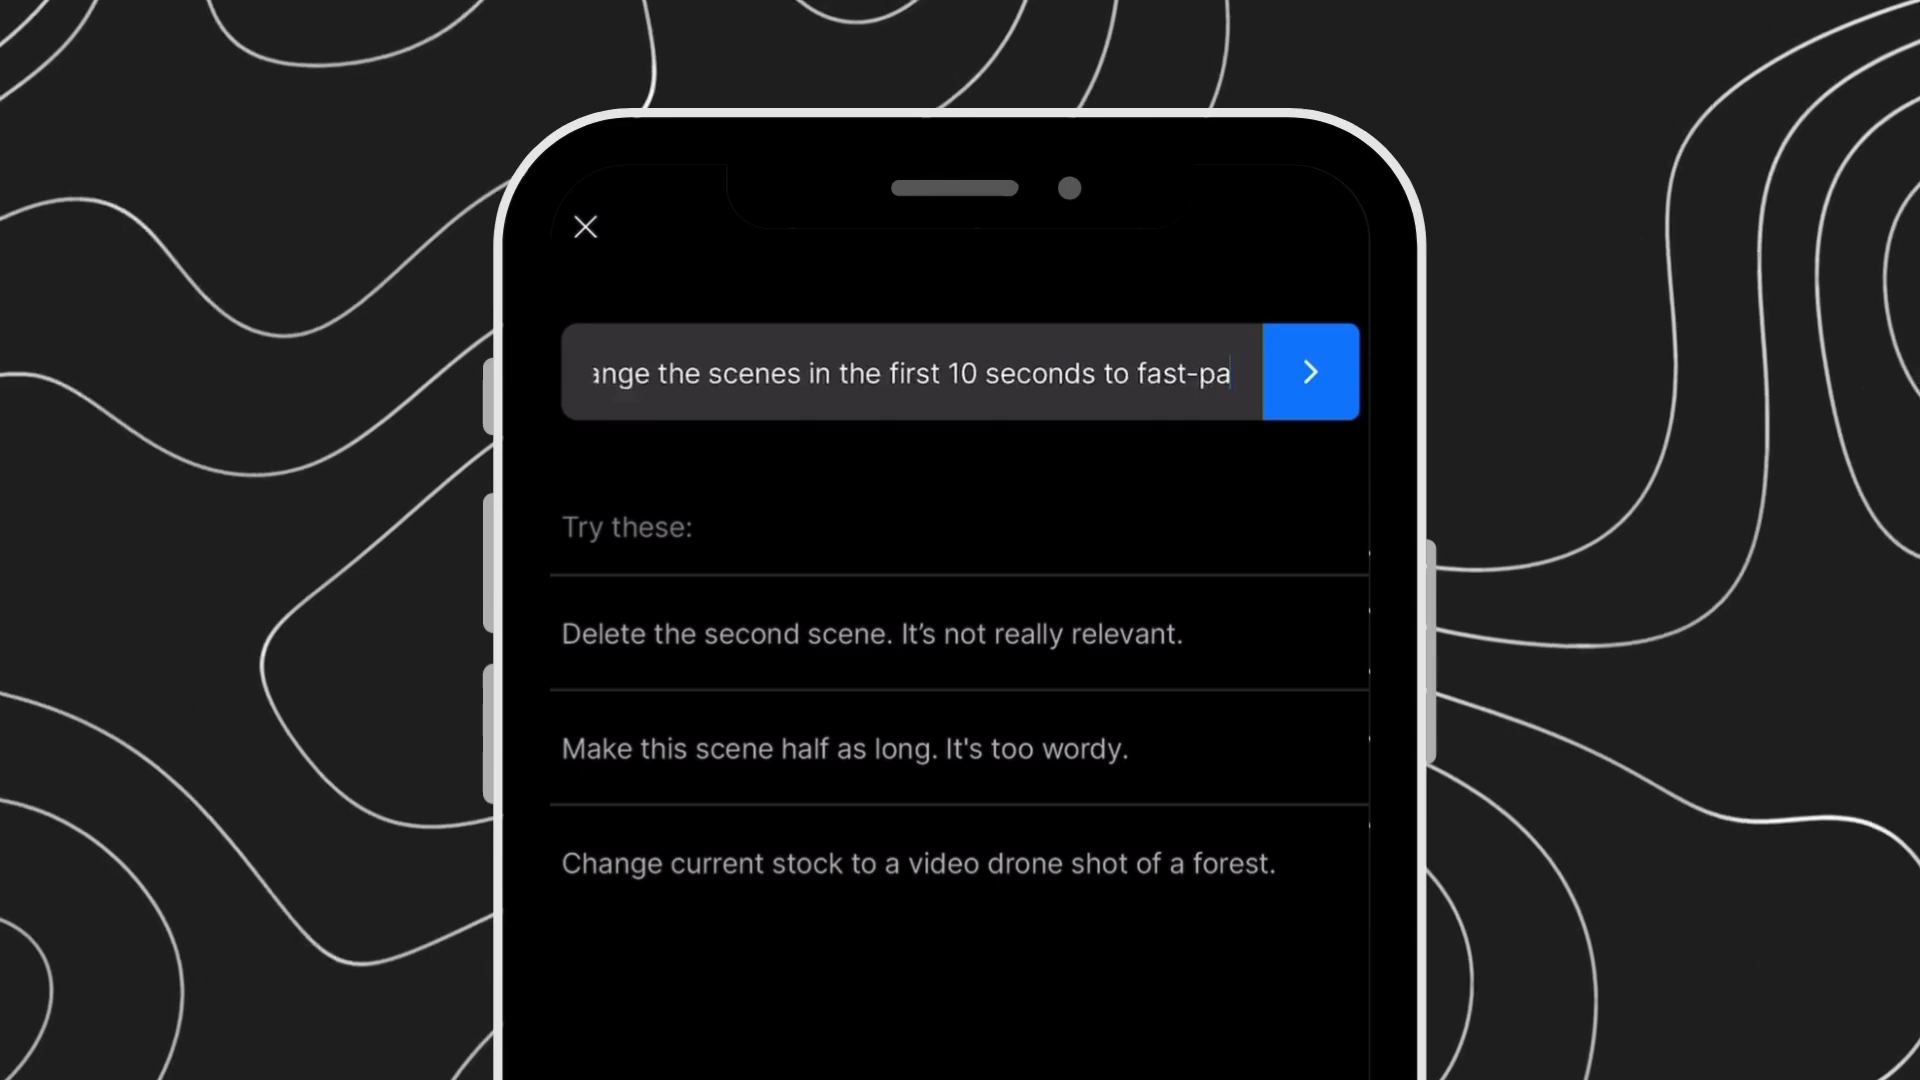 ange the scenes in the first 10 seconds to fast-pa
Try these:
Delete the second scene. It’s not really relevant.
Make this scene half as long. It's too wordy.
Change current stock to a video drone shot of a forest.